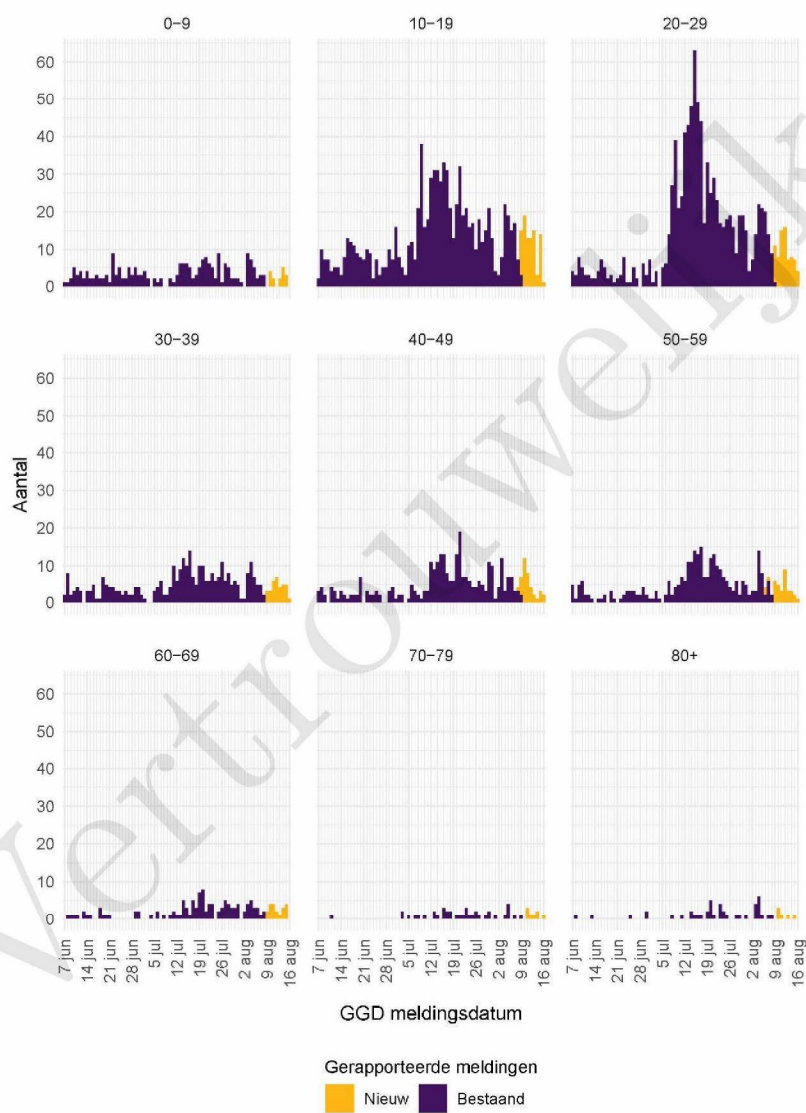 0-9 10-19 20-29
60
50
40
30
20
10
0
30-39 40-49 50-59
60
50
40
30
20
10
0
Aantal
60-69 70-79 80+
60
50
40
30
20
10
0
7 jun 14 jun 21 jun 28 jun 5 jul 12 jul 19 jul 26 jul 2 aug 9 aug 16 aug 7 jun 14 jun 21 jun 28 jun 5 jul 12 jul 19 jul 26 jul 2 aug 9 aug 16 aug 7 jun 14 jun 21 jun 28 jun 5 jul 12 jul 19 jul 26 jul 2 aug 9 aug 16 aug
GGD meldingsdatum
Gerapporteerde meldingen
Nieuw Bestaand
Vertrouwelijk